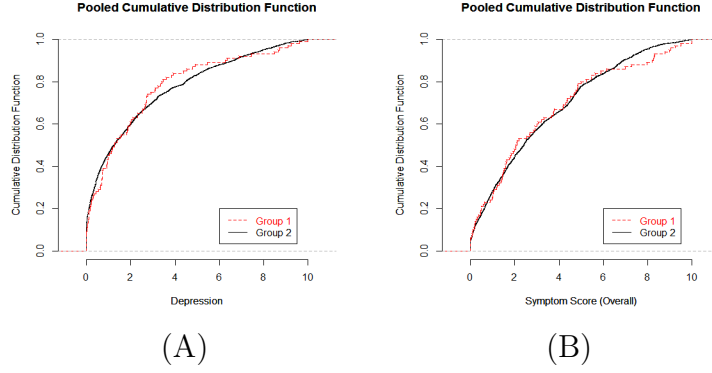 Pooled Cumulative Distribution Function
Cumulative Distribution Function
0.0 0.2 0.4 0.6 0.8 1.0
Group 1
Group 2
0 2 4 6 8 10
Depression
(A)
Pooled Cumulative Distribution Function
Cumulative Distribution Function
0.0 0.2 0.4 0.6 0.8 1.0
Group 1
Group 2
0 2 4 6 8 10
Symptom Score (Overall)
(B)